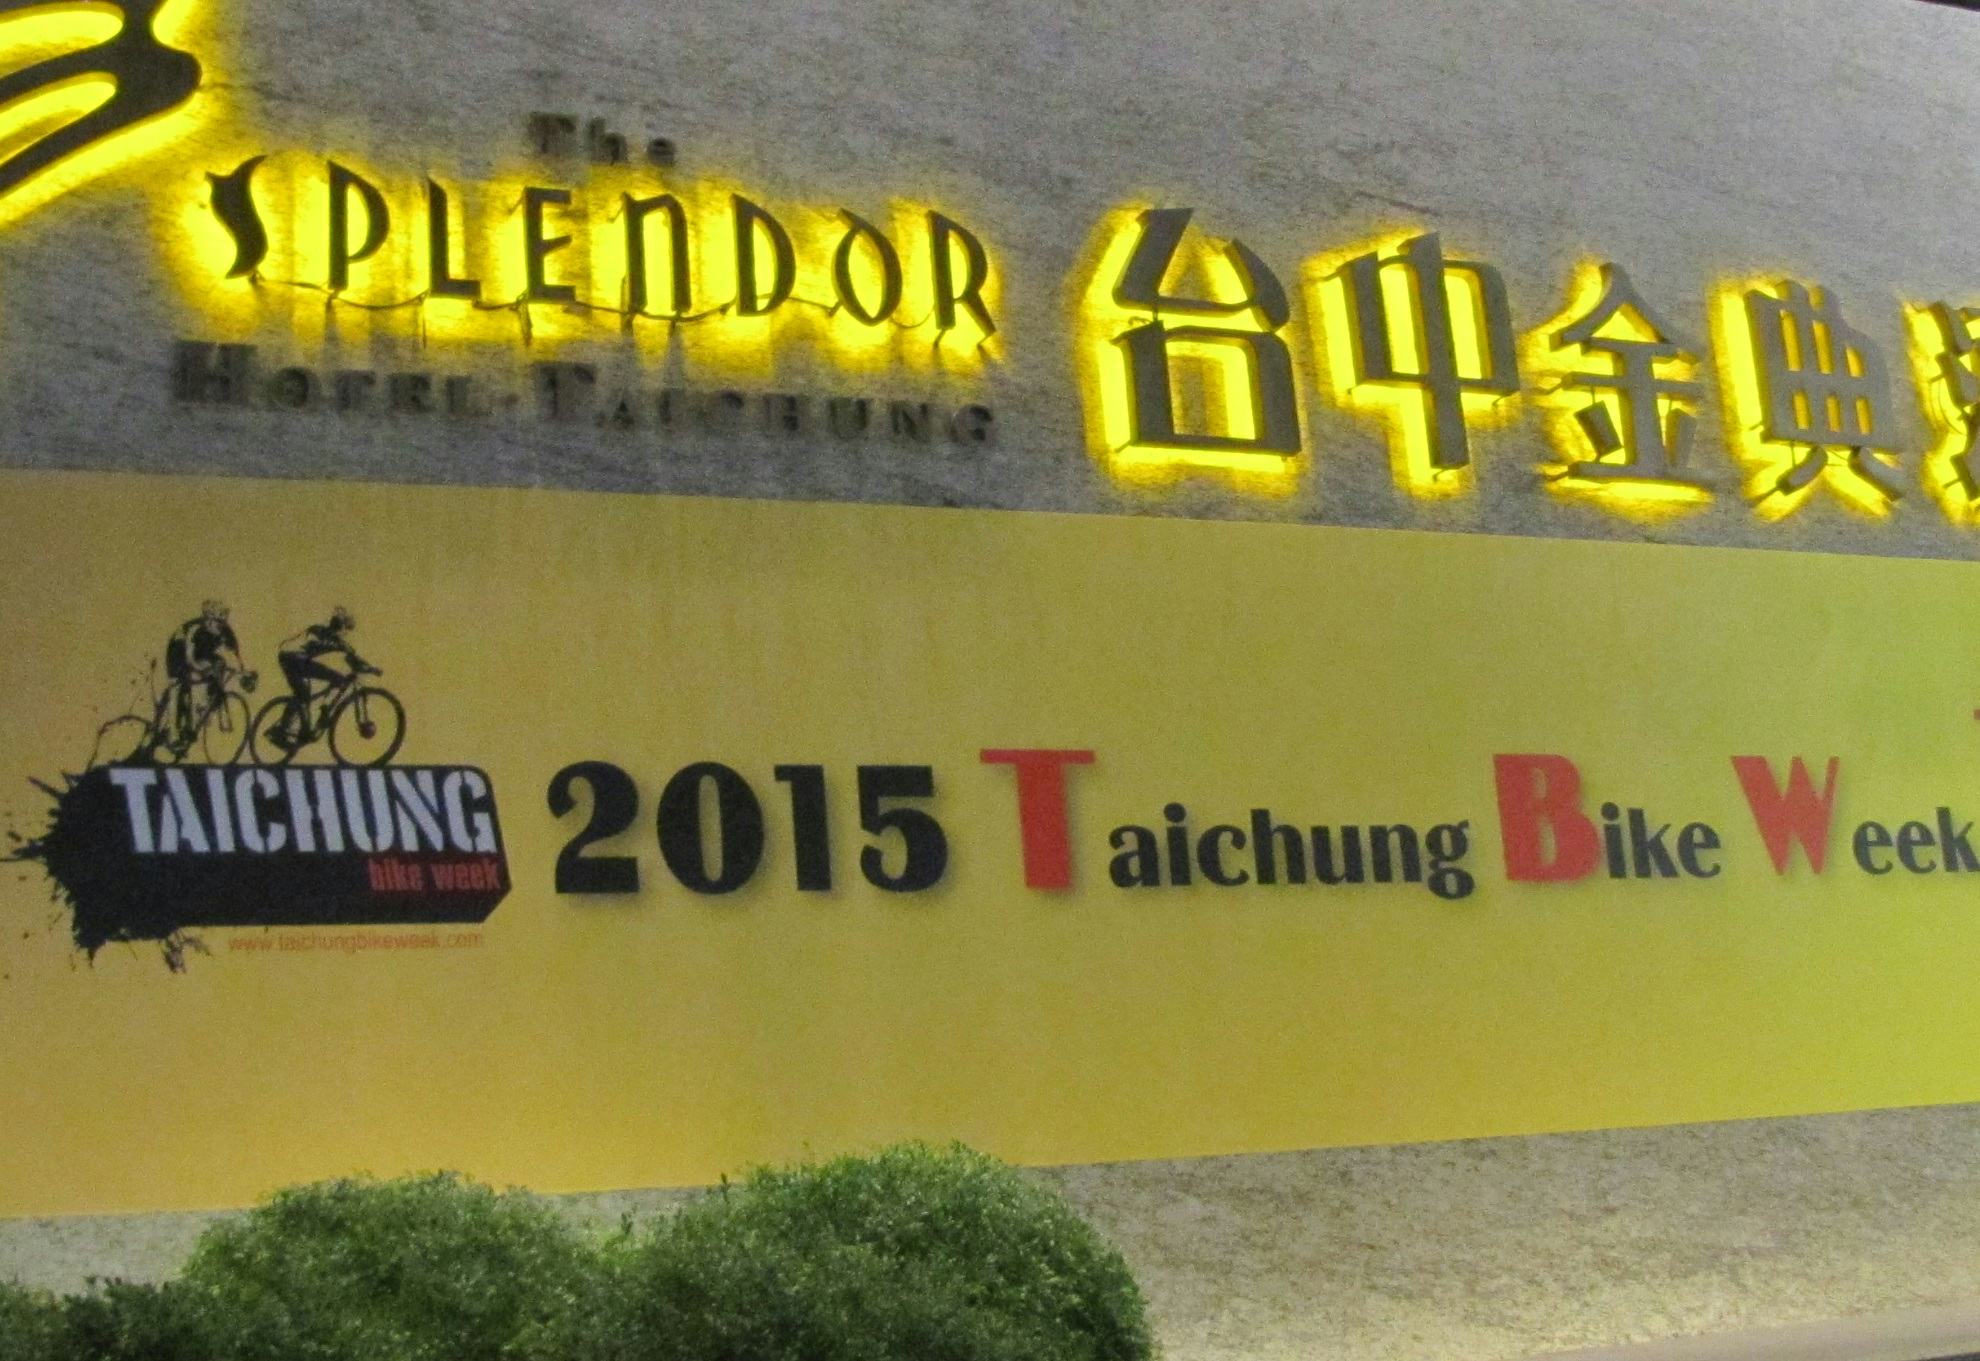 The
SPLENDOR
HOTEL · TAICHUNG
台中金典
TAICHUNG
bike week
www.taichungbikeweek.com
2015 Taichung Bike Week